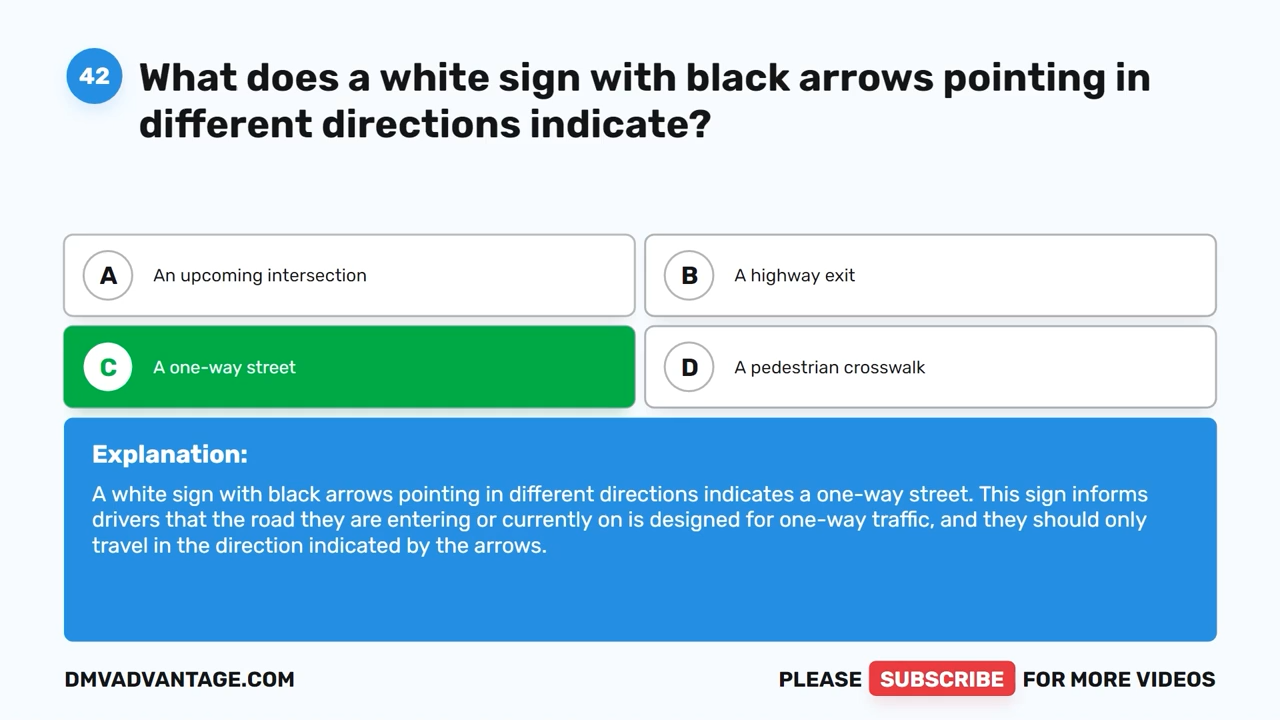 42
What does a white sign with black arrows pointing in
different directions indicate?
A An upcoming intersection
B A highway exit
C A one-way street
D A pedestrian crosswalk
Explanation:
A white sign with black arrows pointing in different directions indicates a one-way street. This sign informs
drivers that the road they are entering or currently on is designed for one-way traffic, and they should only
travel in the direction indicated by the arrows.
DMVADVANTAGE.COM
PLEASE SUBSCRIBE FOR MORE VIDEOS